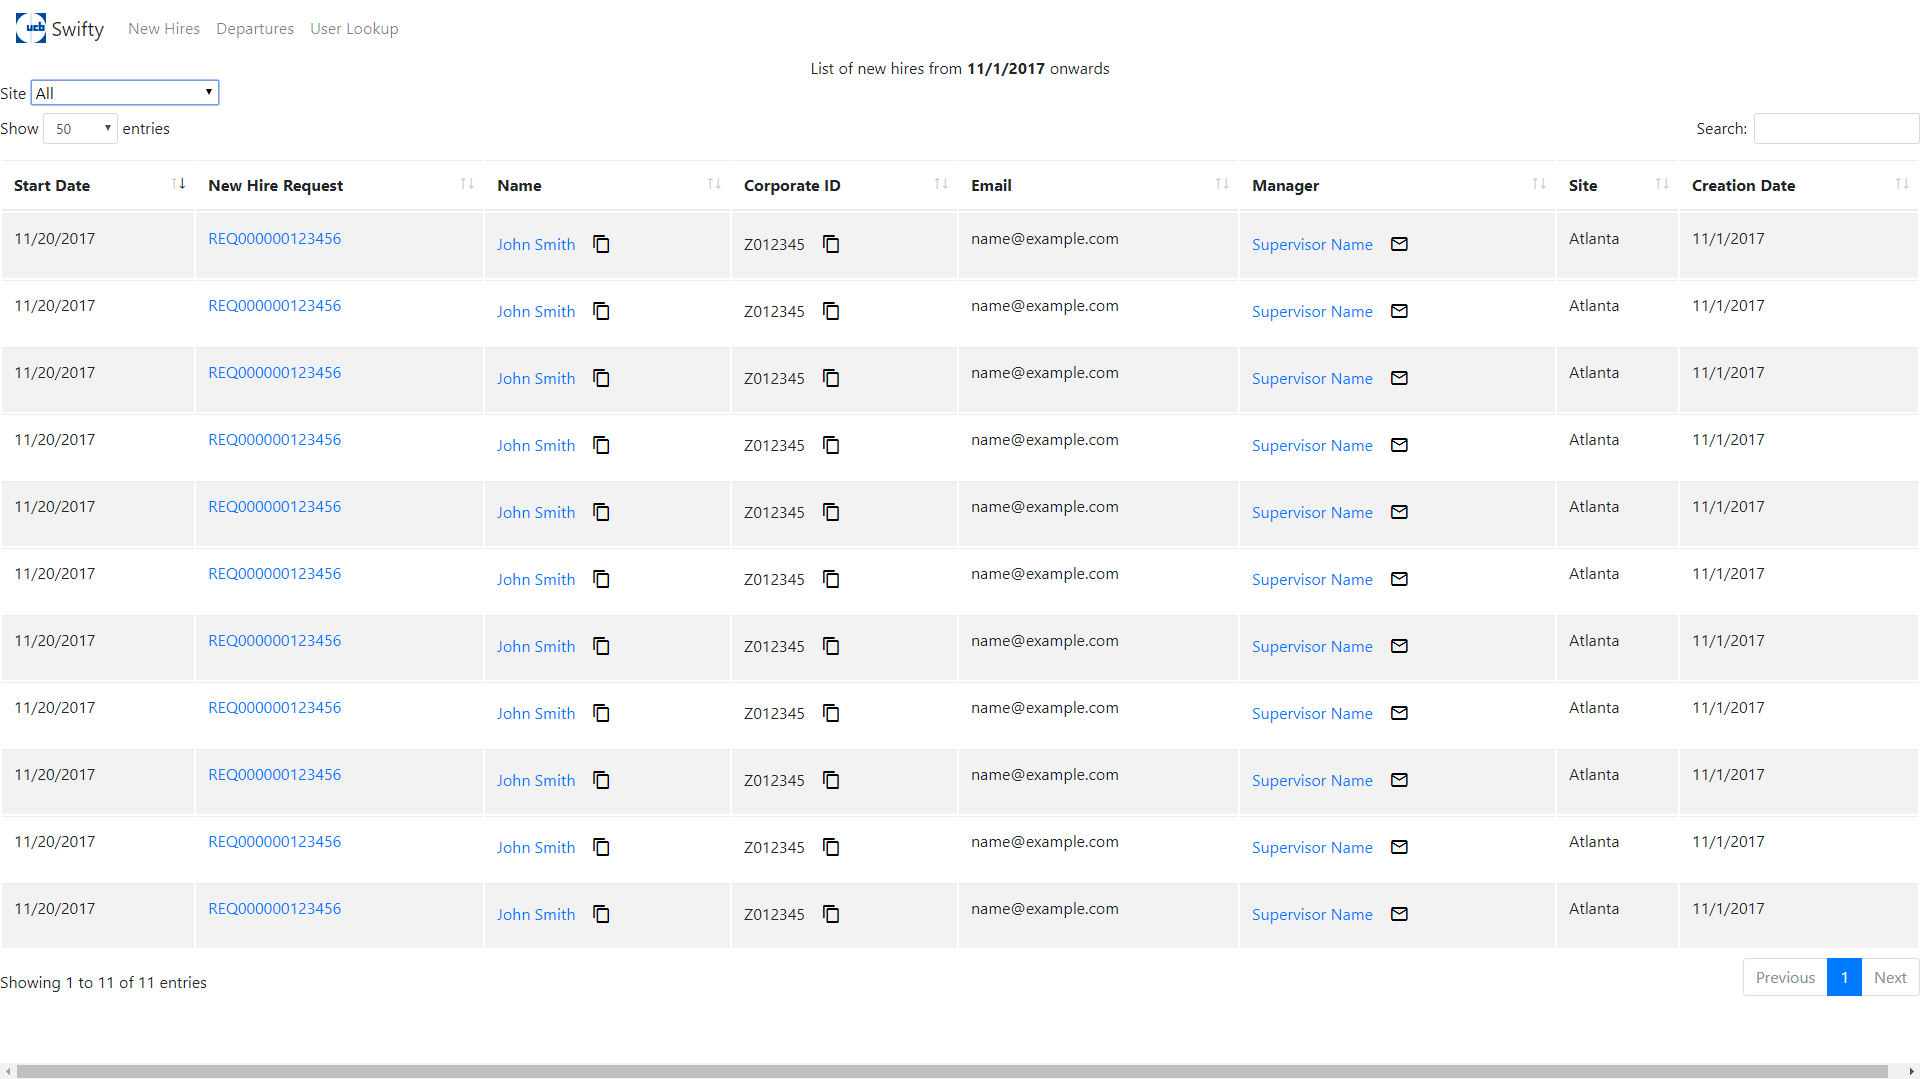 ucb Swifty New Hires Departures User Lookup
List of new hires from 11/1/2017 onwards
Site All
Show 50 entries Search:
Start Date New Hire Request Name Corporate ID Email Manager Site Creation Date
11/20/2017 REQ000000123456 John Smith Z012345 name@example.com Supervisor Name Atlanta 11/1/2017
11/20/2017 REQ000000123456 John Smith Z012345 name@example.com Supervisor Name Atlanta 11/1/2017
11/20/2017 REQ000000123456 John Smith Z012345 name@example.com Supervisor Name Atlanta 11/1/2017
11/20/2017 REQ000000123456 John Smith Z012345 name@example.com Supervisor Name Atlanta 11/1/2017
11/20/2017 REQ000000123456 John Smith Z012345 name@example.com Supervisor Name Atlanta 11/1/2017
11/20/2017 REQ000000123456 John Smith Z012345 name@example.com Supervisor Name Atlanta 11/1/2017
11/20/2017 REQ000000123456 John Smith Z012345 name@example.com Supervisor Name Atlanta 11/1/2017
11/20/2017 REQ000000123456 John Smith Z012345 name@example.com Supervisor Name Atlanta 11/1/2017
11/20/2017 REQ000000123456 John Smith Z012345 name@example.com Supervisor Name Atlanta 11/1/2017
11/20/2017 REQ000000123456 John Smith Z012345 name@example.com Supervisor Name Atlanta 11/1/2017
11/20/2017 REQ000000123456 John Smith Z012345 name@example.com Supervisor Name Atlanta 11/1/2017
Showing 1 to 11 of 11 entries Previous 1 Next